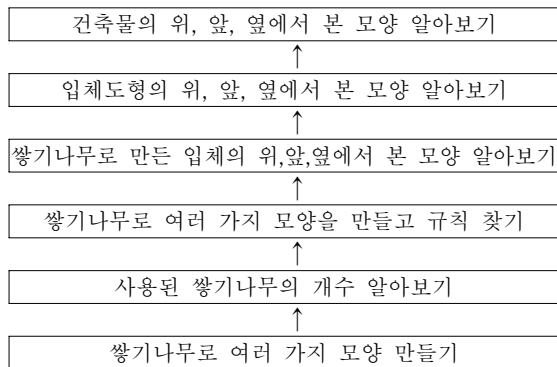 건축물의 위, 앞, 옆에서 본 모양 알아보기
↑
입체도형의 위, 앞, 옆에서 본 모양 알아보기
↑
쌓기나무로 만든 입체의 위,앞,옆에서 본 모양 알아보기
↑
쌓기나무로 여러 가지 모양을 만들고 규칙 찾기
↑
사용된 쌓기나무의 개수 알아보기
↑
쌓기나무로 여러 가지 모양 만들기